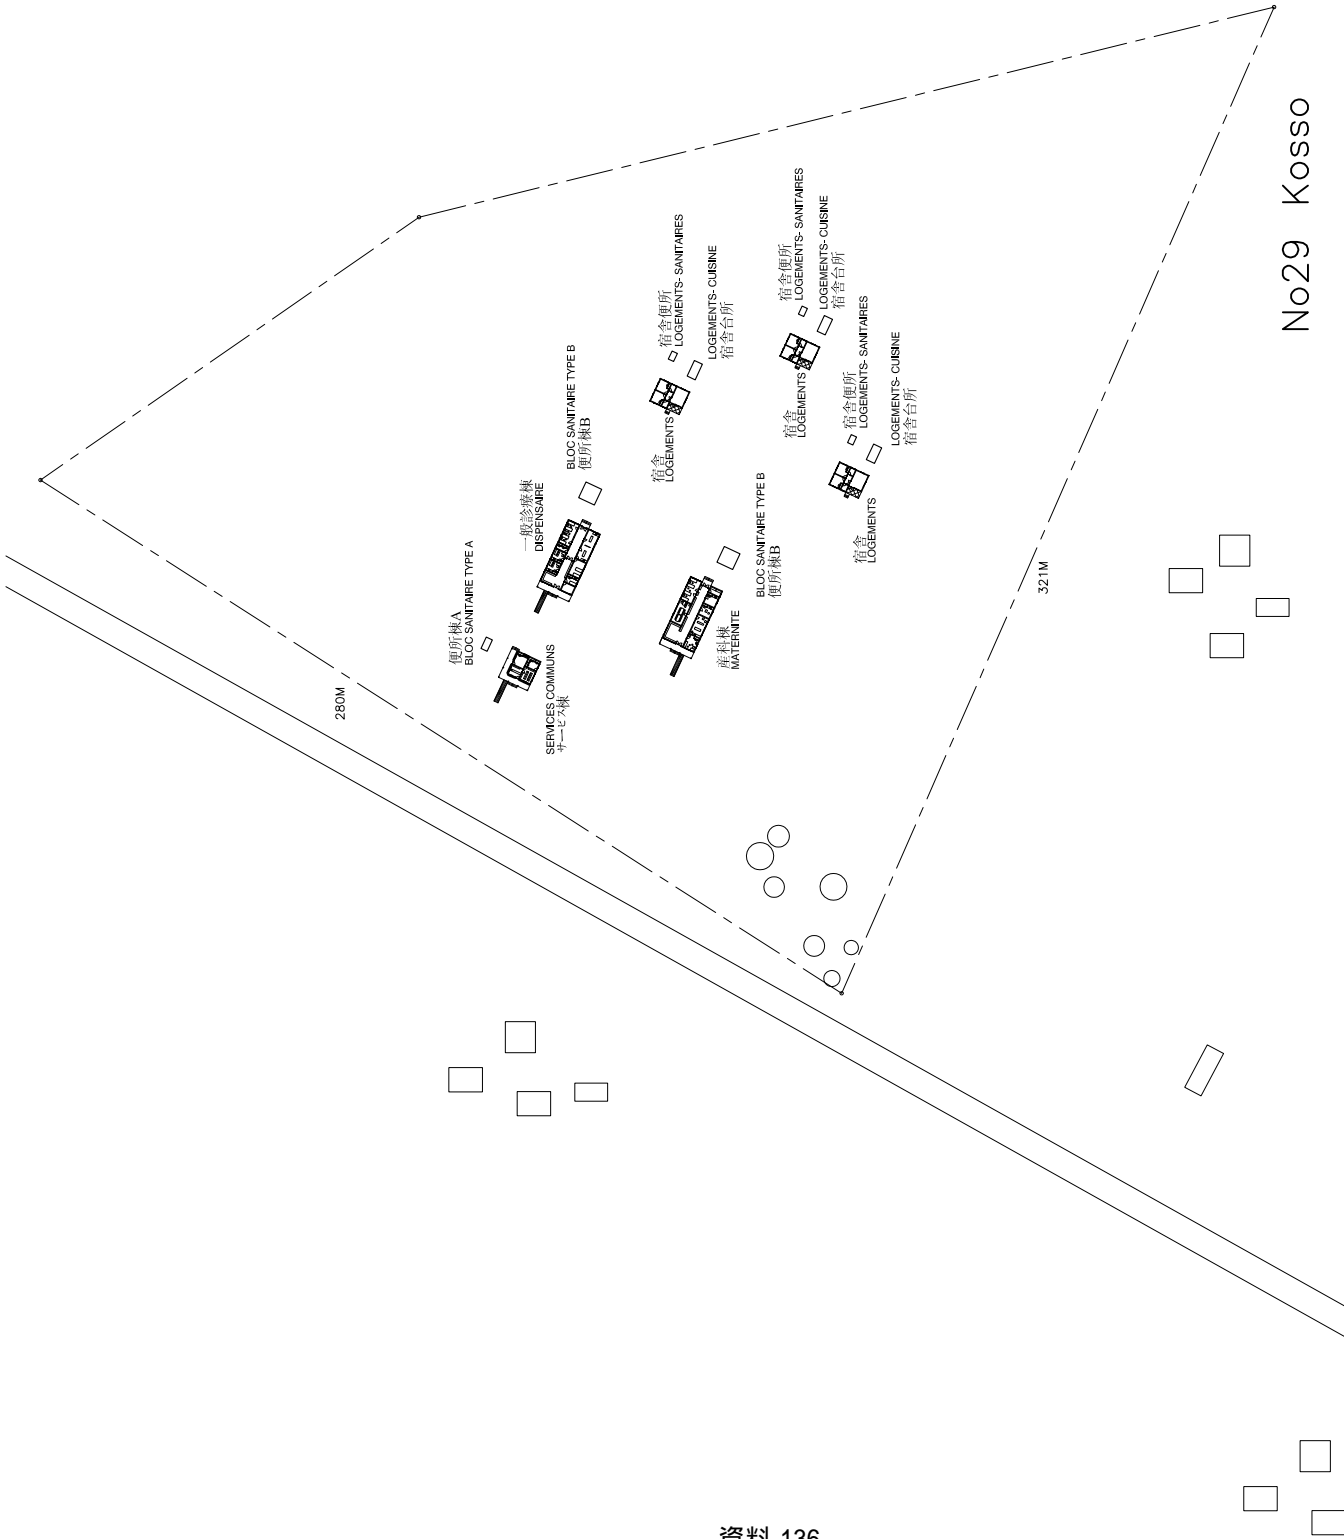 No29 Kosso
280M
321M
便所棟A
BLOC SANITAIRE TYPE A
SERVICES COMMUNS
サービス棟
一般診療棟
DISPENSAIRE
BLOC SANITAIRE TYPE B
便所棟B
産科棟
MATERNITE
BLOC SANITAIRE TYPE B
便所棟B
宿舎
LOGEMENTS
宿舎便所
LOGEMENTS- SANITAIRES
LOGEMENTS- CUISINE
宿舎台所
宿舎
LOGEMENTS
宿舎便所
LOGEMENTS- SANITAIRES
LOGEMENTS- CUISINE
宿舎台所
宿舎
LOGEMENTS
宿舎便所
LOGEMENTS- SANITAIRES
LOGEMENTS- CUISINE
宿舎台所
資料 136